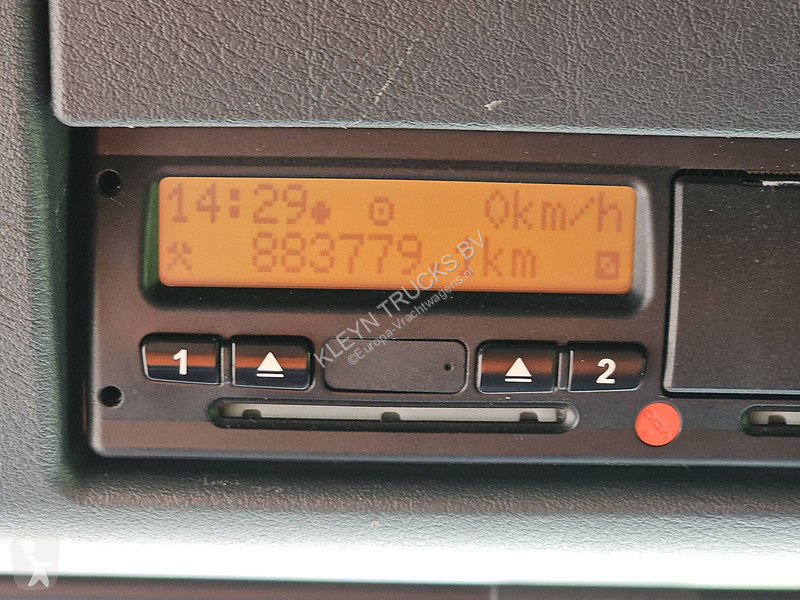 14:29 0km/h
883779 km
1 2
KLEYN TRUCKS BV
©Europa-Vrachtwagens.nl